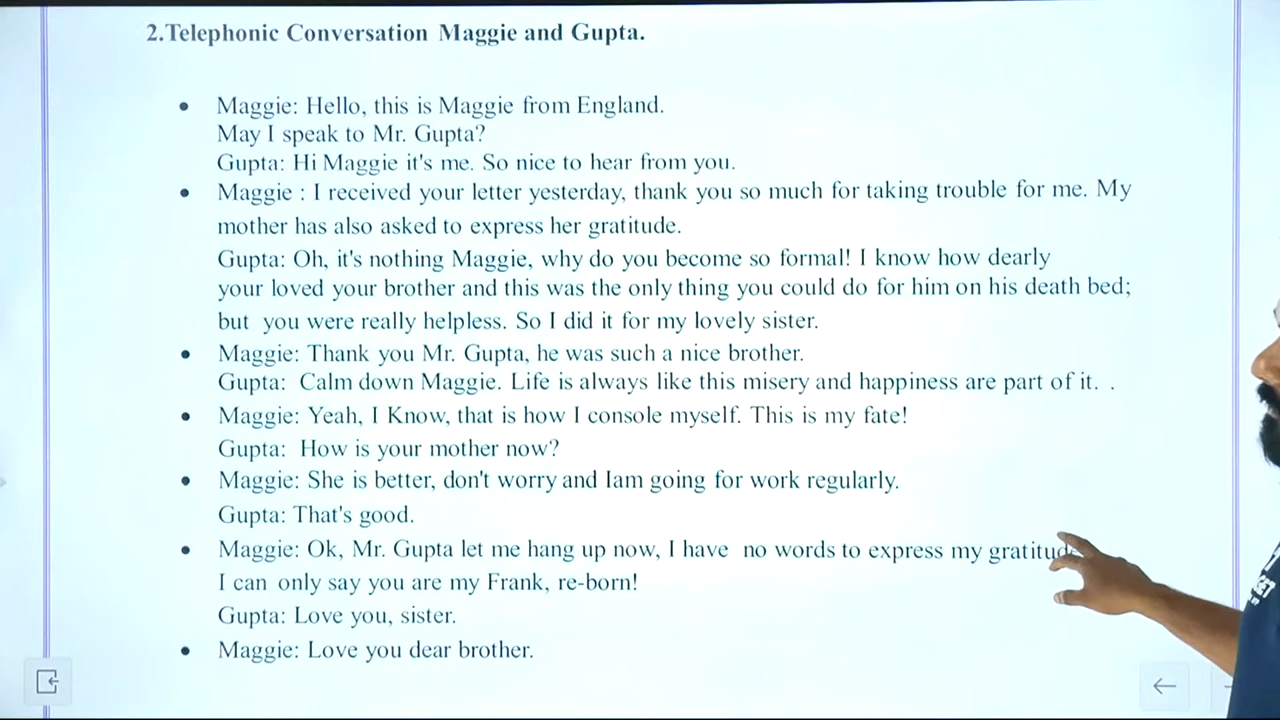 2.Telephonic Conversation Maggie and Gupta.
• Maggie: Hello, this is Maggie from England.
May I speak to Mr. Gupta?
Gupta: Hi Maggie it's me. So nice to hear from you.
• Maggie : I received your letter yesterday, thank you so much for taking trouble for me. My
mother has also asked to express her gratitude.
Gupta: Oh, it's nothing Maggie, why do you become so formal! I know how dearly
your loved your brother and this was the only thing you could do for him on his death bed;
but you were really helpless. So I did it for my lovely sister.
• Maggie: Thank you Mr. Gupta, he was such a nice brother.
Gupta: Calm down Maggie. Life is always like this misery and happiness are part of it. .
• Maggie: Yeah, I Know, that is how I console myself. This is my fate!
Gupta: How is your mother now?
• Maggie: She is better, don't worry and Iam going for work regularly.
Gupta: That's good.
• Maggie: Ok, Mr. Gupta let me hang up now, I have no words to express my
I can only say you are my Frank, re-born!
Gupta: Love you, sister.
• Maggie: Love you dear brother.